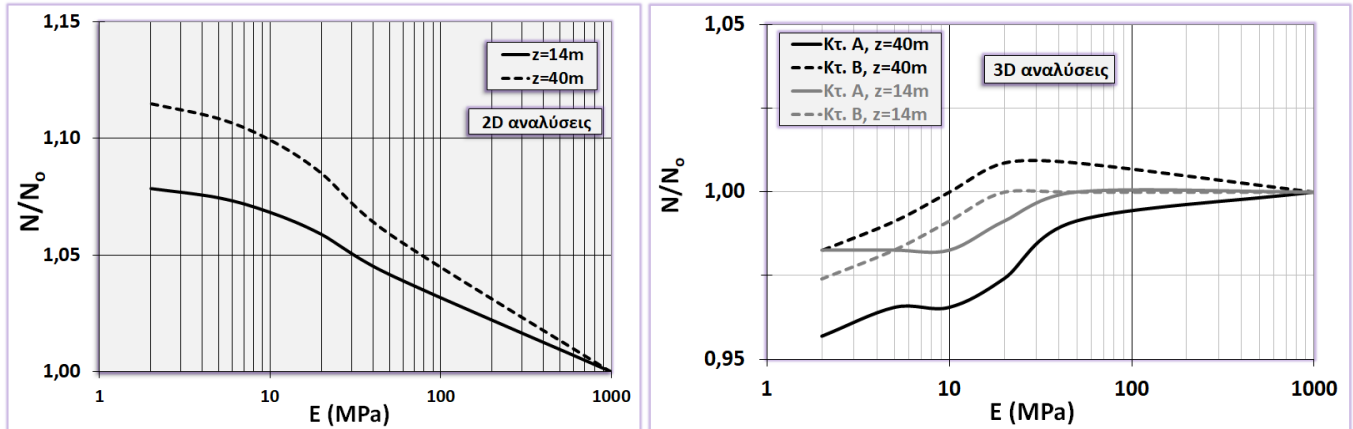 1,15
1,10
1,05
1,00
N/No
1
10
100
1000
E (MPa)
z=14m
z=40m
2D αναλύσεις
1,05
1,00
0,95
N/No
1
10
100
1000
E (MPa)
Κτ. Α, z=40m
Κτ. Β, z=40m
Κτ. Α, z=14m
Κτ. Β, z=14m
3D αναλύσεις